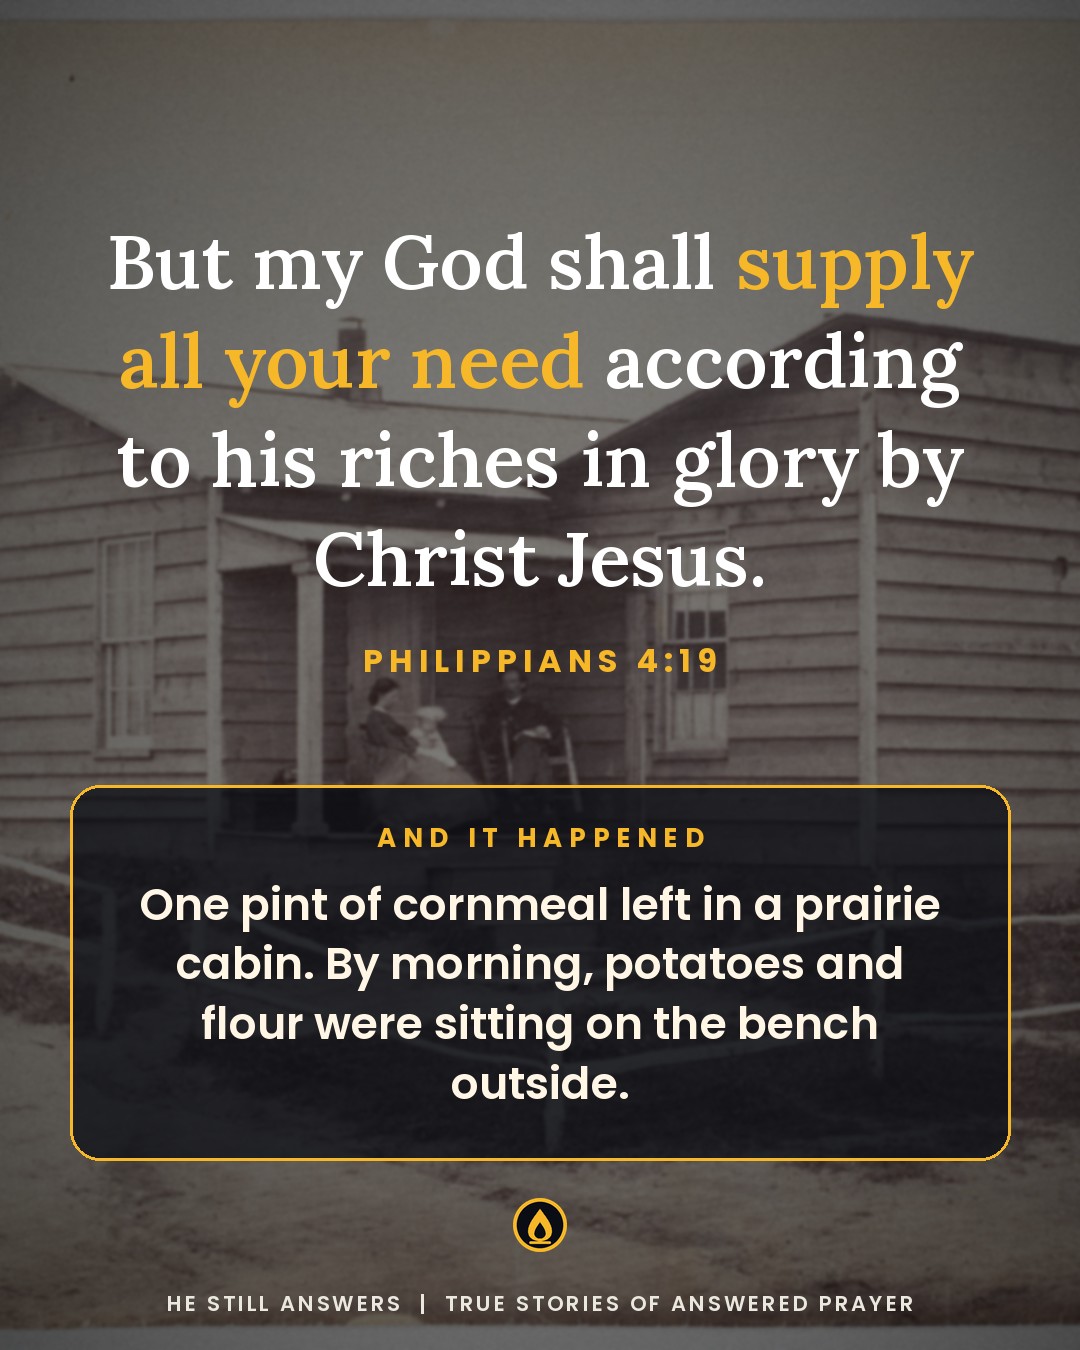 But my God shall supply
all your need according
to his riches in glory by
Christ Jesus.
PHILIPPIANS 4:19
AND IT HAPPENED
One pint of cornmeal left in a prairie
cabin. By morning, potatoes and
flour were sitting on the bench
outside.
HE STILL ANSWERS | TRUE STORIES OF ANSWERED PRAYER